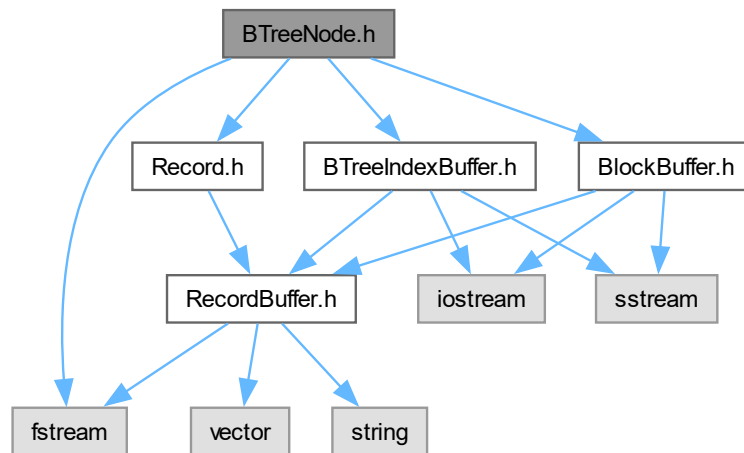 BTreeNode.h
Record.h
BTreeIndexBuffer.h
BlockBuffer.h
RecordBuffer.h
iostream
sstream
fstream
vector
string